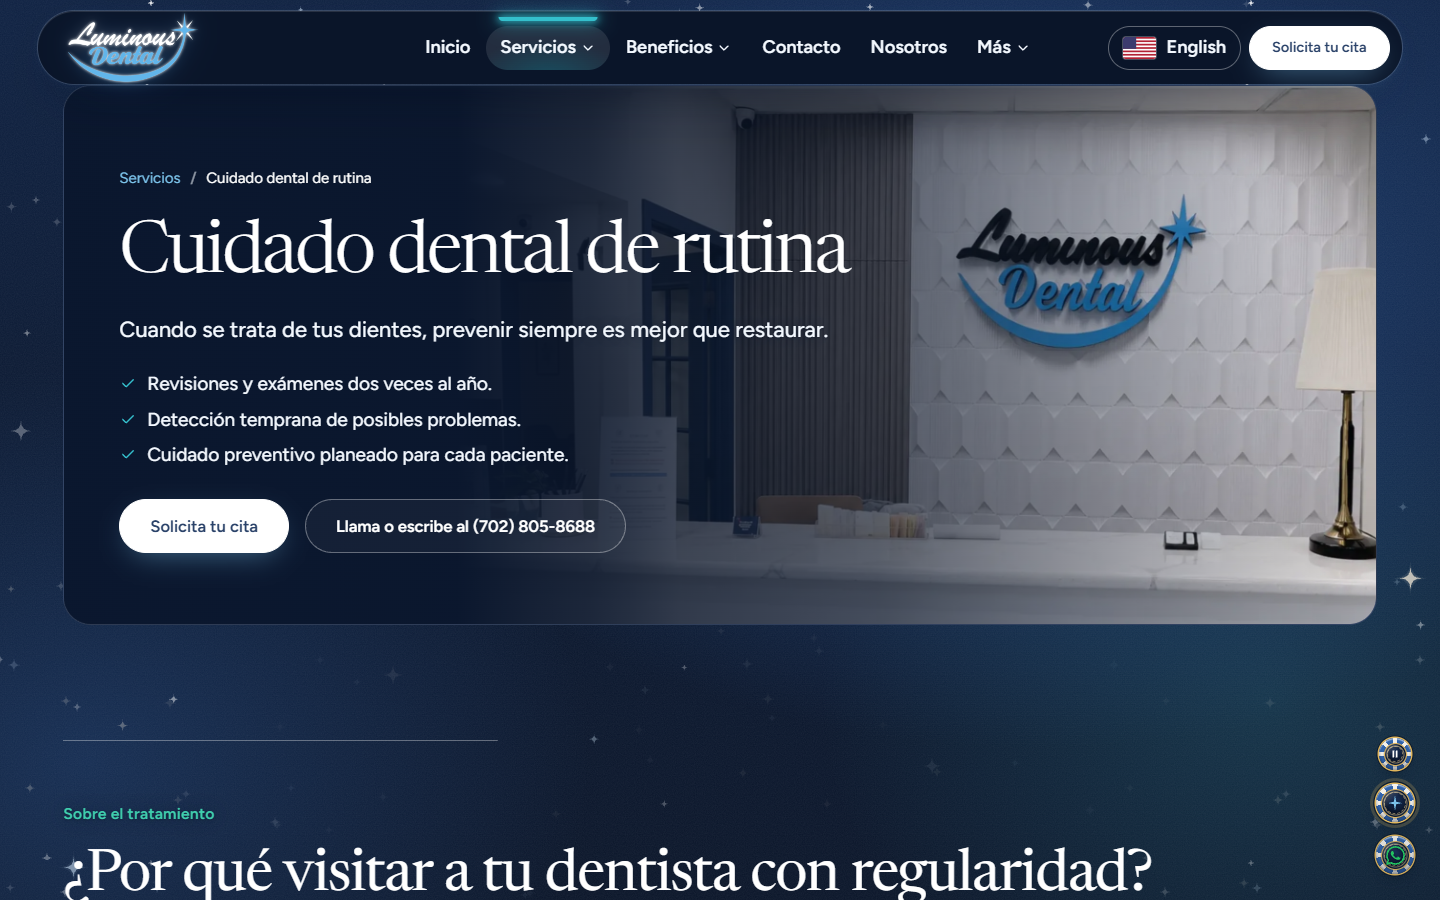 Luminous
Dental
Inicio
Servicios
Beneficios
Contacto
Nosotros
Más
English
Solicita tu cita
Servicios / Cuidado dental de rutina
Cuidado dental de rutina
Cuando se trata de tus dientes, prevenir siempre es mejor que restaurar.
Revisiones y exámenes dos veces al año.
Detección temprana de posibles problemas.
Cuidado preventivo planeado para cada paciente.
Solicita tu cita
Llama o escribe al (702) 805-8688
Luminous
Dental
Sobre el tratamiento
¿Por qué visitar a tu dentista con regularidad?